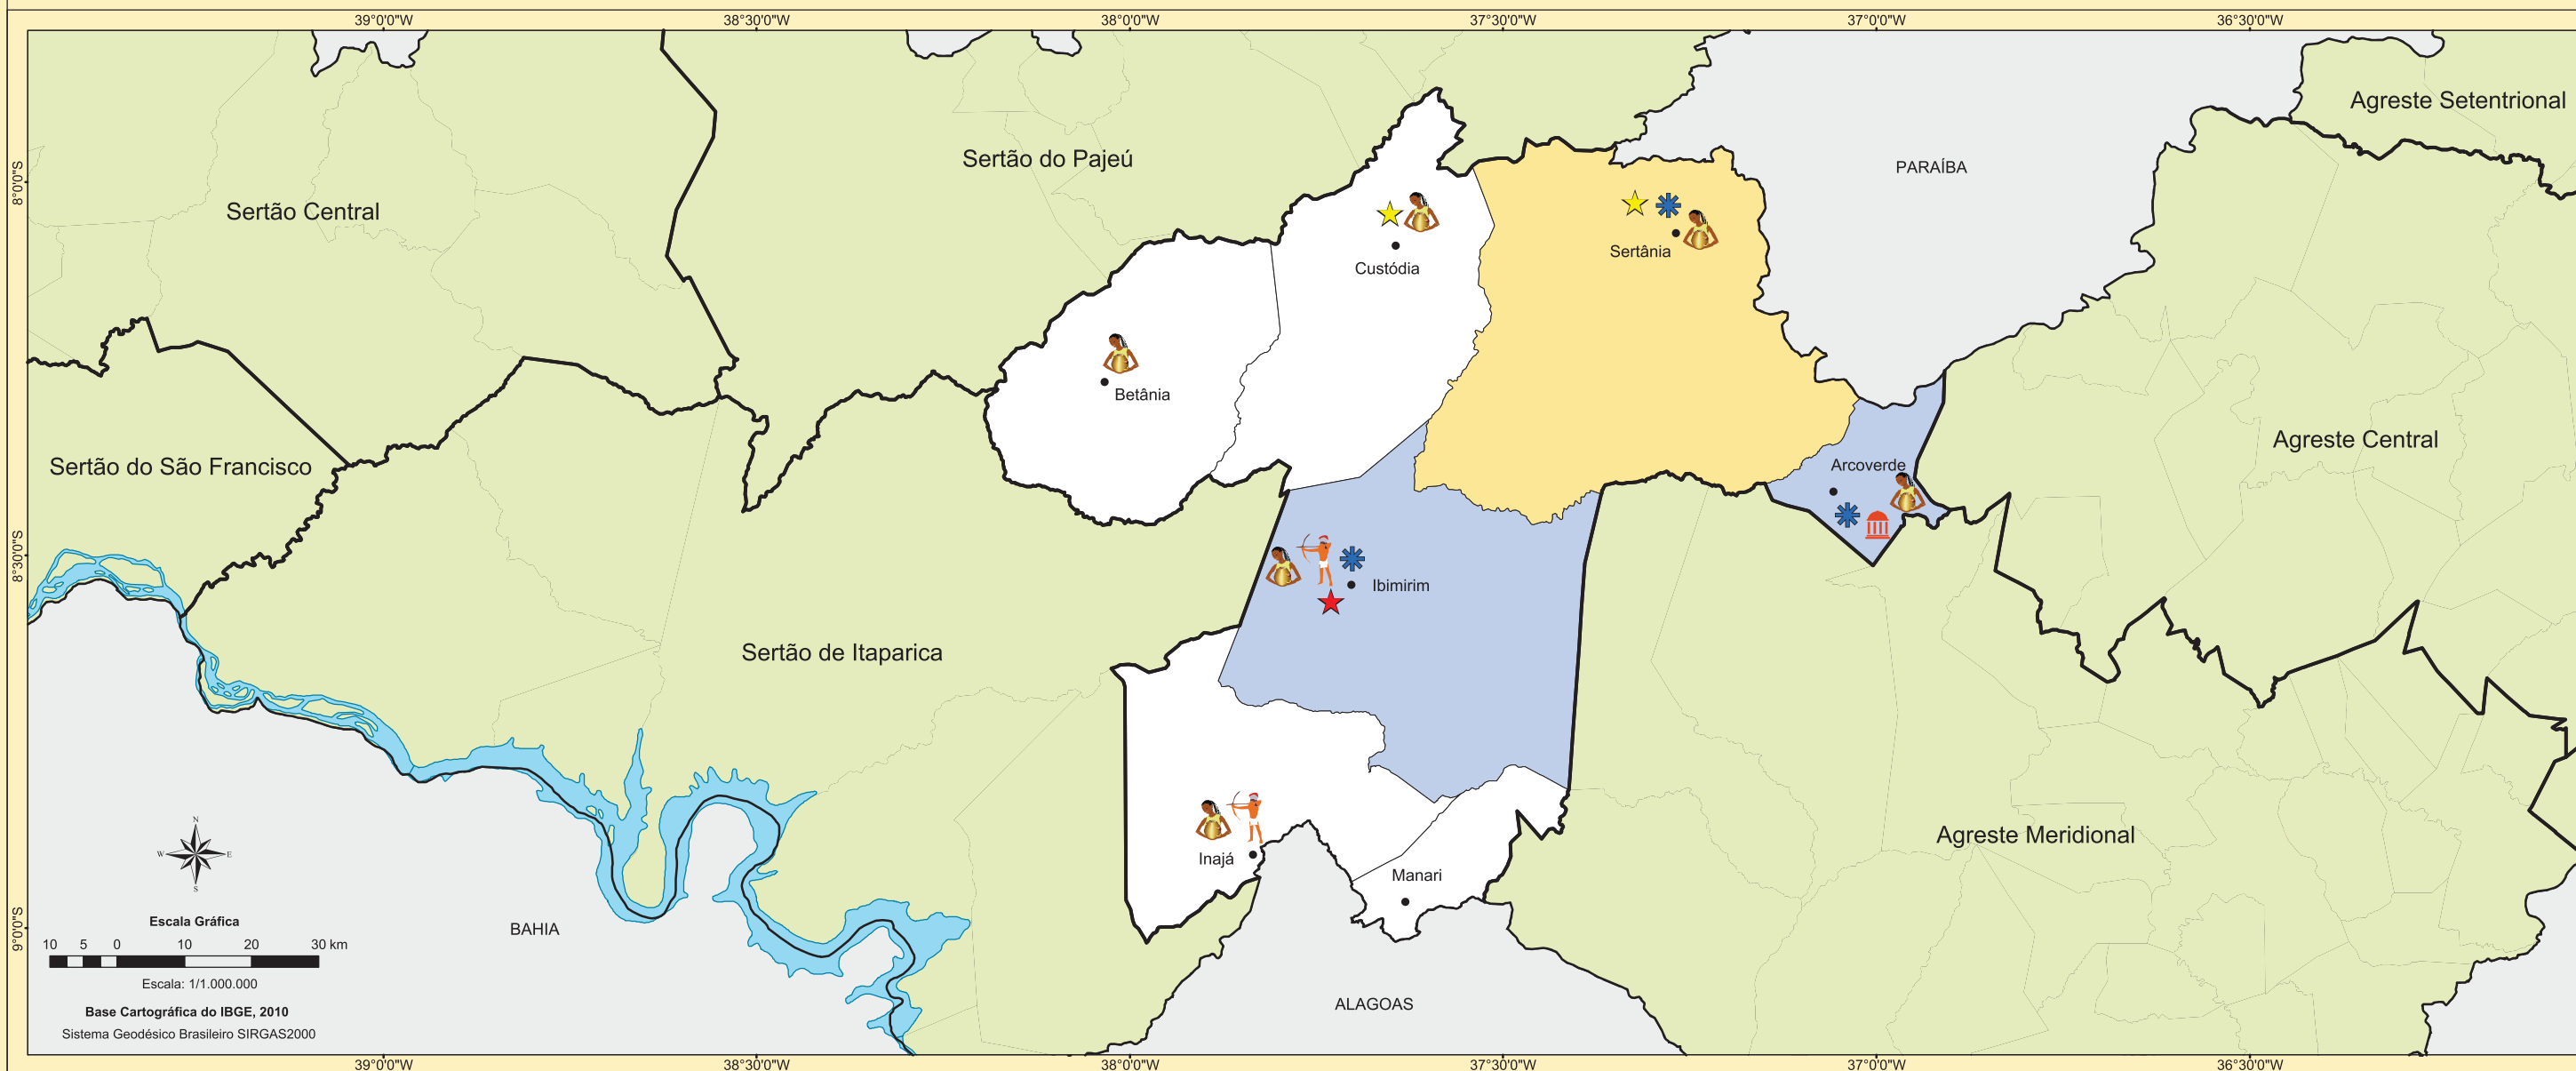 39°0'0"W
38°30'0"W
38°0'0"W
37°30'0"W
37°0'0"W
36°30'0"W
Agreste Setentrional
Sertão do Pajeú
PARAÍBA
8°0'0"S
Sertão Central
Custódia
Sertânia
Betânia
Agreste Central
Sertão do São Francisco
Arcoverde
8°30'0"S
Ibimirim
Sertão de Itaparica
Agreste Meridional
N
W
E
S
Inajá
Manari
9°0'0"S
BAHIA
ALAGOAS
Escala Gráfica
10 5 0 10 20 30 km
Escala: 1/1.000.000
Base Cartográfica do IBGE, 2010
Sistema Geodésico Brasileiro SIRGAS2000
39°0'0"W
38°30'0"W
38°0'0"W
37°30'0"W
37°0'0"W
36°30'0"W